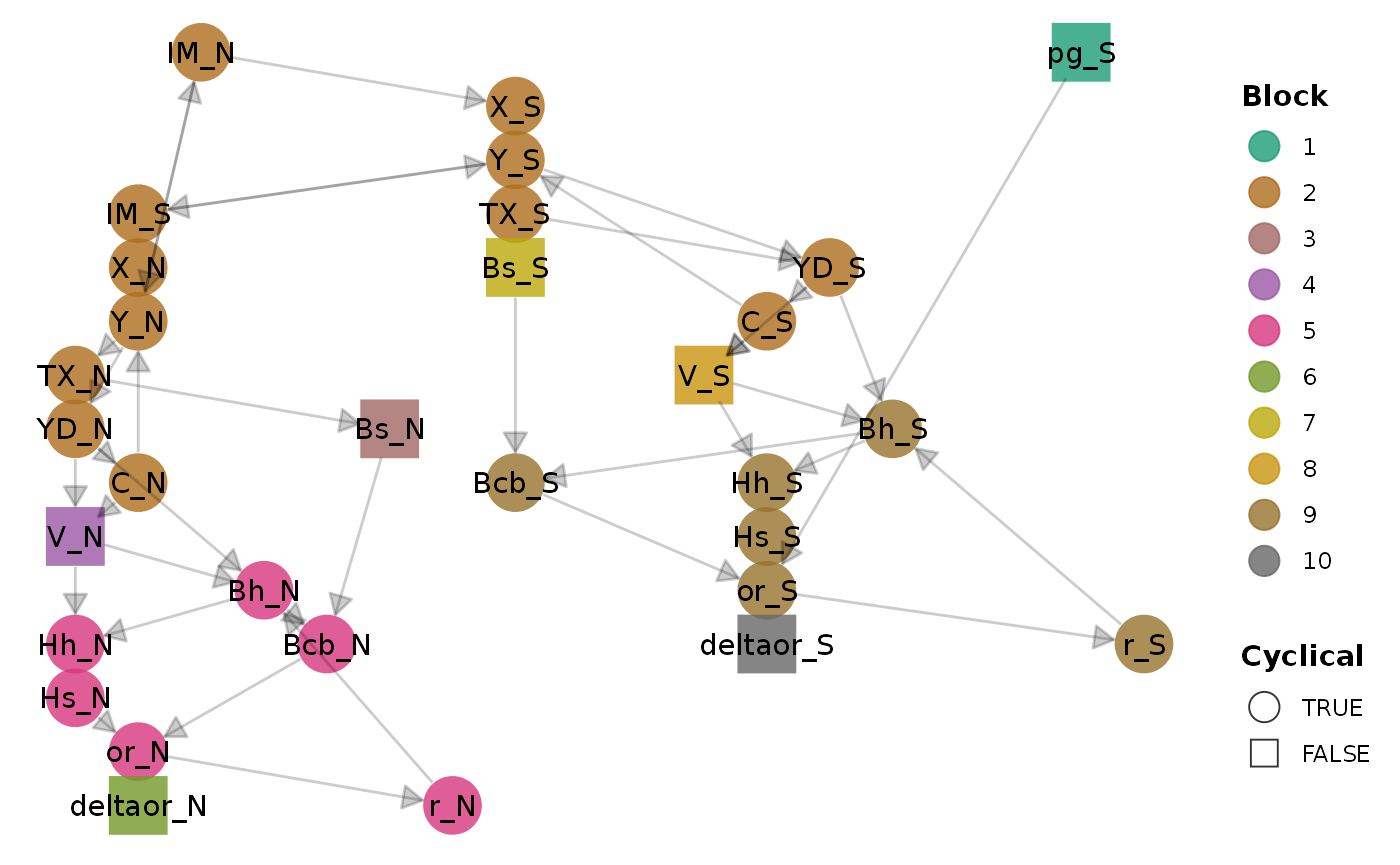 IM_N
pg_S
X_S
Y_S
IM_S
TX_S
X_N
Bs_S
YD_S
Y_N
C_S
TX_N
V_S
YD_N
Bs_N
Bh_S
C_N
Bcb_S
Hh_S
V_N
Hs_S
Bh_N
or_S
Hh_N
Bcb_N
deltaor_S
r_S
Hs_N
or_N
deltaor_N
r_N
Block
1
2
3
4
5
6
7
8
9
10
Cyclical
TRUE
FALSE